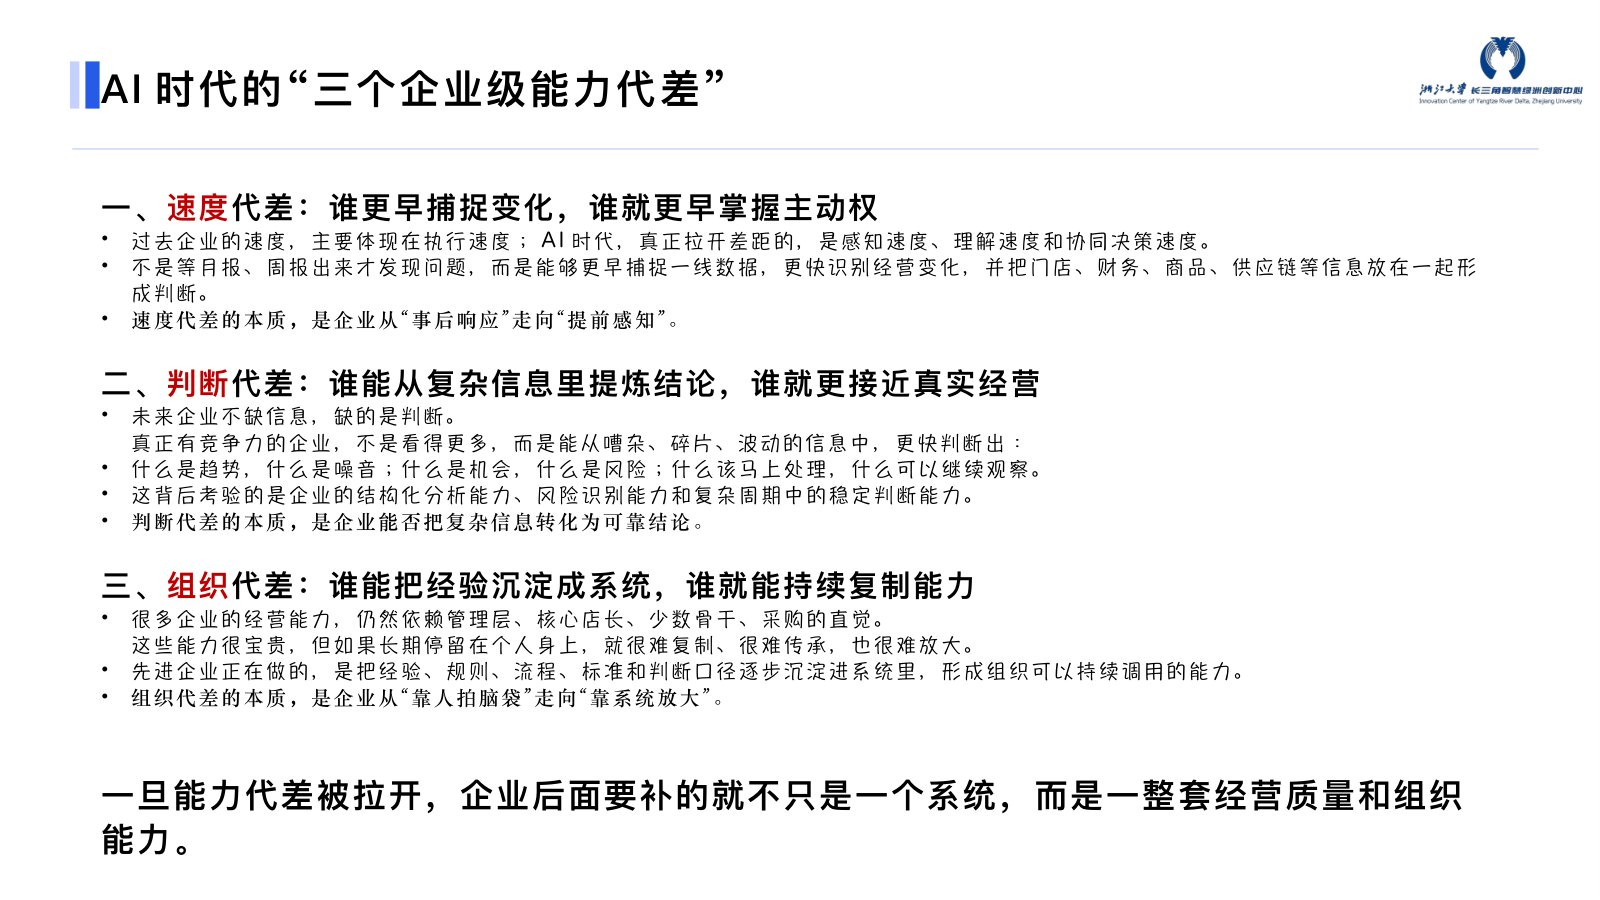 AI 时代的“三个企业级能力代差”
浙江大学 长三角智慧绿洲创新中心
Innovation Center of Yangtze River Delta, Zhejiang University
一、速度代差：谁更早捕捉变化，谁就更早掌握主动权
• 过去企业的速度，主要体现在执行速度；AI 时代，真正拉开差距的，是感知速度、理解速度和协同决策速度。
• 不是等月报、周报出来才发现问题，而是能够更早捕捉一线数据，更快识别经营变化，并把门店、财务、商品、供应链等信息放在一起形
成判断。
• 速度代差的本质，是企业从“事后响应”走向“提前感知”。
二、判断代差：谁能从复杂信息里提炼结论，谁就更接近真实经营
• 未来企业不缺信息，缺的是判断。
真正有竞争力的企业，不是看得更多，而是能从嘈杂、碎片、波动的信息中，更快判断出：
• 什么是趋势，什么是噪音；什么是机会，什么是风险；什么该马上处理，什么可以继续观察。
• 这背后考验的是企业的结构化分析能力、风险识别能力和复杂周期中的稳定判断能力。
• 判断代差的本质，是企业能否把复杂信息转化为可靠结论。
三、组织代差：谁能把经验沉淀成系统，谁就能持续复制能力
• 很多企业的经营能力，仍然依赖管理层、核心店长、少数骨干、采购的直觉。
这些能力很宝贵，但如果长期停留在个人身上，就很难复制、很难传承，也很难放大。
• 先进企业正在做的，是把经验、规则、流程、标准和判断口径逐步沉淀进系统里，形成组织可以持续调用的能力。
• 组织代差的本质，是企业从“靠人拍脑袋”走向“靠系统放大”。
一旦能力代差被拉开，企业后面要补的就不只是一个系统，而是一整套经营质量和组织
能力。